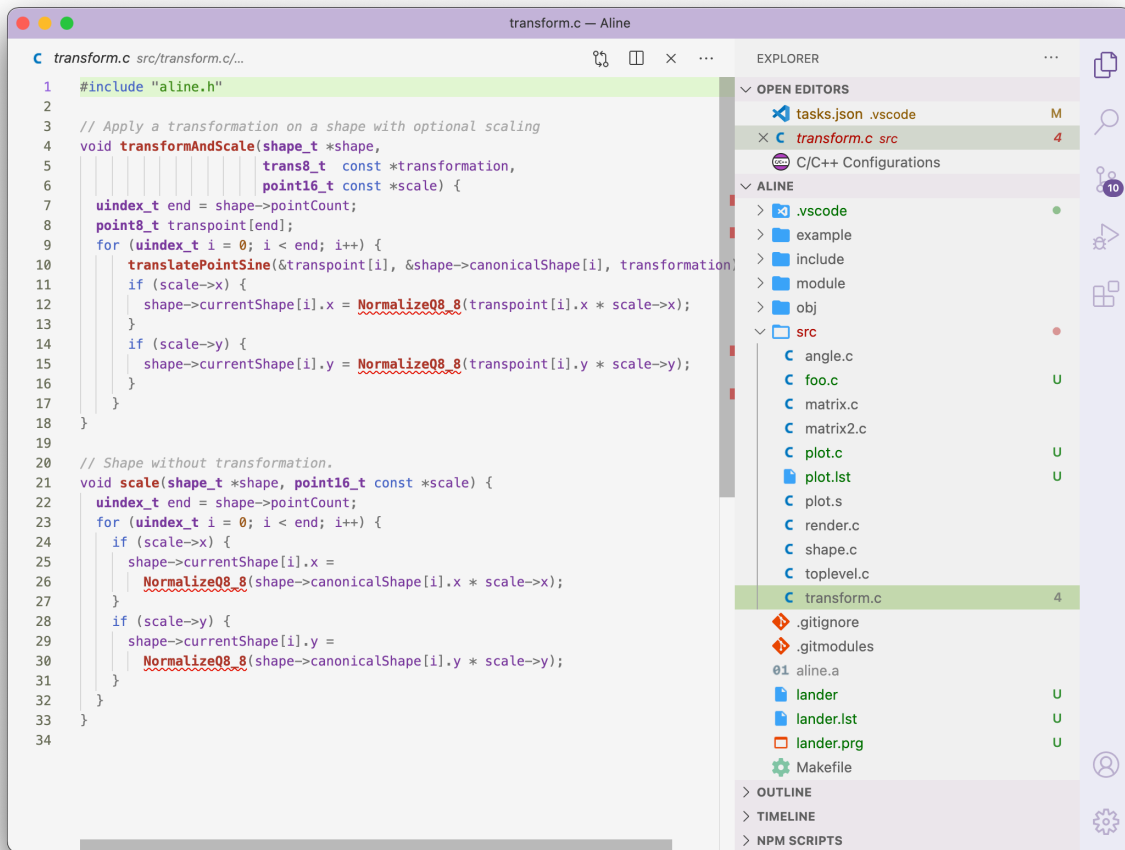 transform.c — Aline
C transform.c src/transform.c/...
1 #include "aline.h"
2
3 // Apply a transformation on a shape with optional scaling
4 void transformAndScale(shape_t *shape,
5 trans8_t const *transformation,
6 point16_t const *scale) {
7 uindex_t end = shape->pointCount;
8 point8_t transpoint[end];
9 for (uindex_t i = 0; i < end; i++) {
10 translatePointSine(&transpoint[i], &shape->canonicalShape[i], transformation)
11 if (scale->x) {
12 shape->currentShape[i].x = NormalizeQ8_8(transpoint[i].x * scale->x);
13 }
14 if (scale->y) {
15 shape->currentShape[i].y = NormalizeQ8_8(transpoint[i].y * scale->y);
16 }
17 }
18 }
19
20 // Shape without transformation.
21 void scale(shape_t *shape, point16_t const *scale) {
22 uindex_t end = shape->pointCount;
23 for (uindex_t i = 0; i < end; i++) {
24 if (scale->x) {
25 shape->currentShape[i].x =
26 NormalizeQ8_8(shape->canonicalShape[i].x * scale->x);
27 }
28 if (scale->y) {
29 shape->currentShape[i].y =
30 NormalizeQ8_8(shape->canonicalShape[i].y * scale->y);
31 }
32 }
33 }
34
EXPLORER
OPEN EDITORS
tasks.json .vscode M
C transform.c src 4
C/C++ C/C++ Configurations
ALINE
.vscode
example
include
module
obj
src
C angle.c
C foo.c U
C matrix.c
C matrix2.c
C plot.c U
plot.lst U
C plot.s
C render.c
C shape.c
C toplevel.c
C transform.c 4
.gitignore
.gitmodules
01 aline.a
lander U
lander.lst U
lander.prg U
Makefile
OUTLINE
TIMELINE
NPM SCRIPTS
10